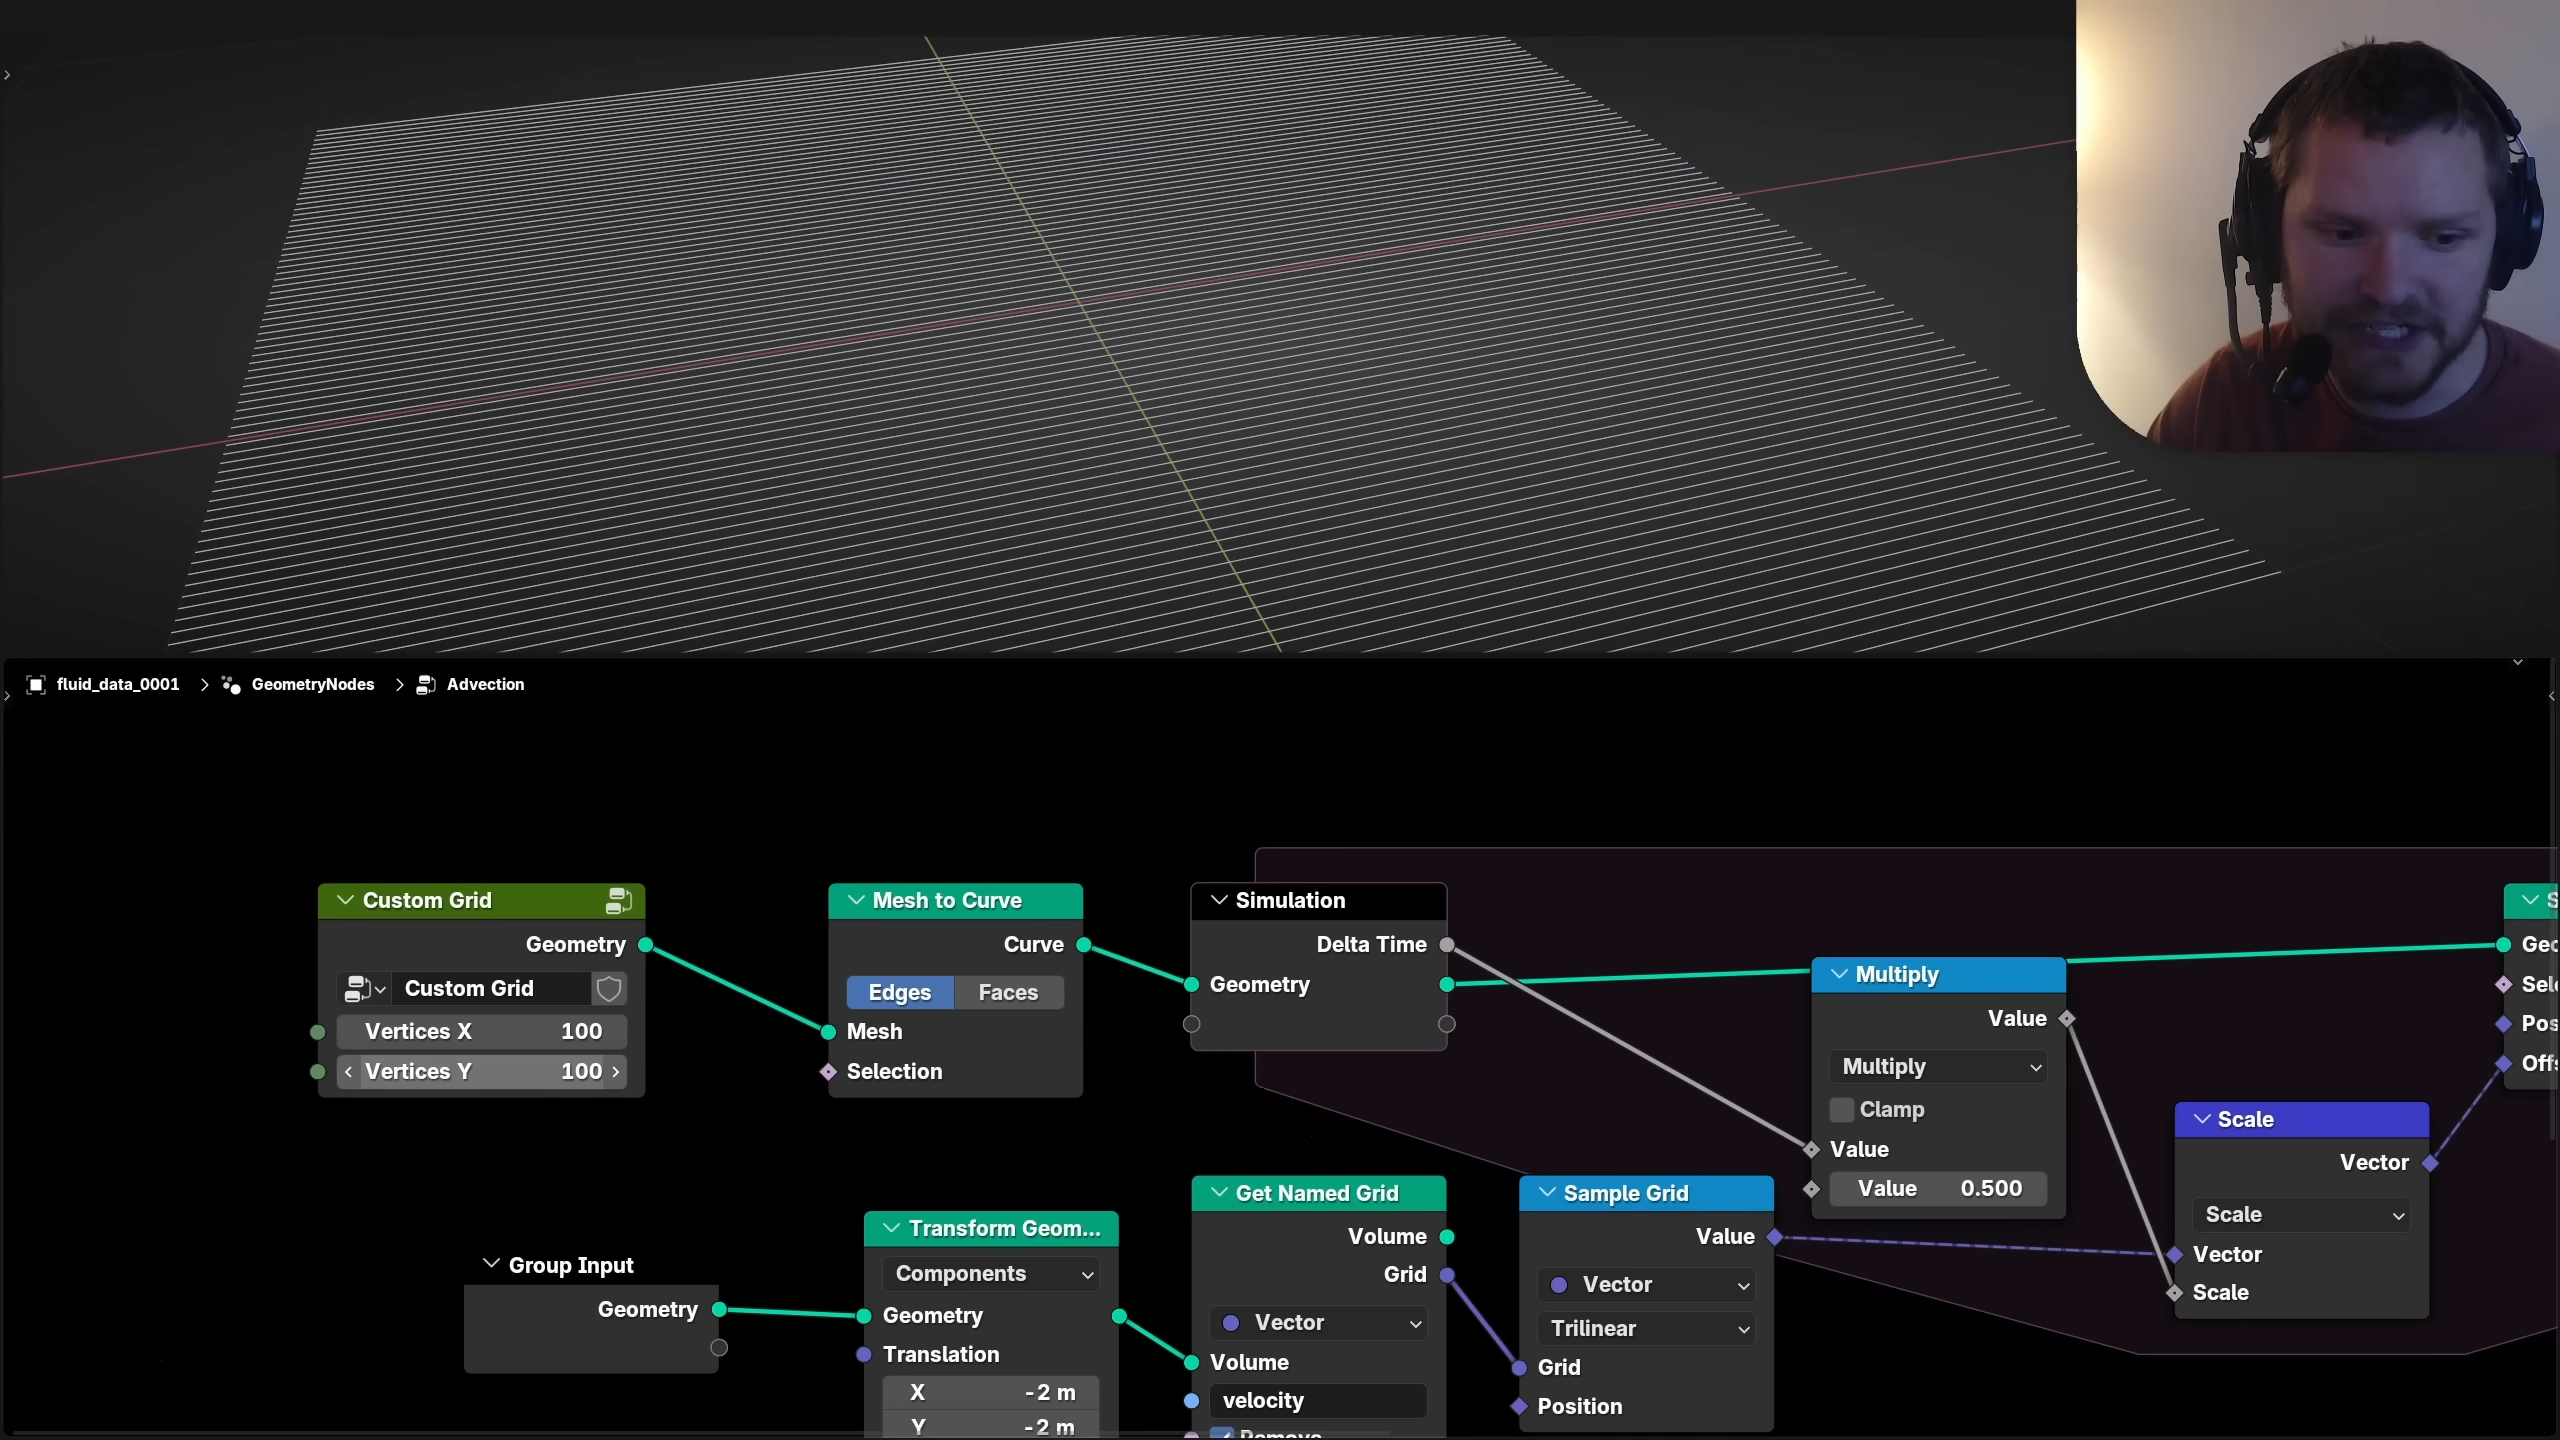 fluid_data_0001 GeometryNodes Advection
Custom Grid
Geometry
Custom Grid
Vertices X 100
Vertices Y 100
Mesh to Curve
Curve
Edges Faces
Mesh
Selection
Simulation
Delta Time
Geometry
Multiply
Value
Multiply
Clamp
Value
Value 0.500
Scale
Vector
Scale
Vector
Scale
Group Input
Geometry
Transform Geom...
Components
Geometry
Translation
X -2 m
Y -2 m
Get Named Grid
Volume
Grid
Vector
Volume
velocity
Sample Grid
Value
Vector
Trilinear
Grid
Position